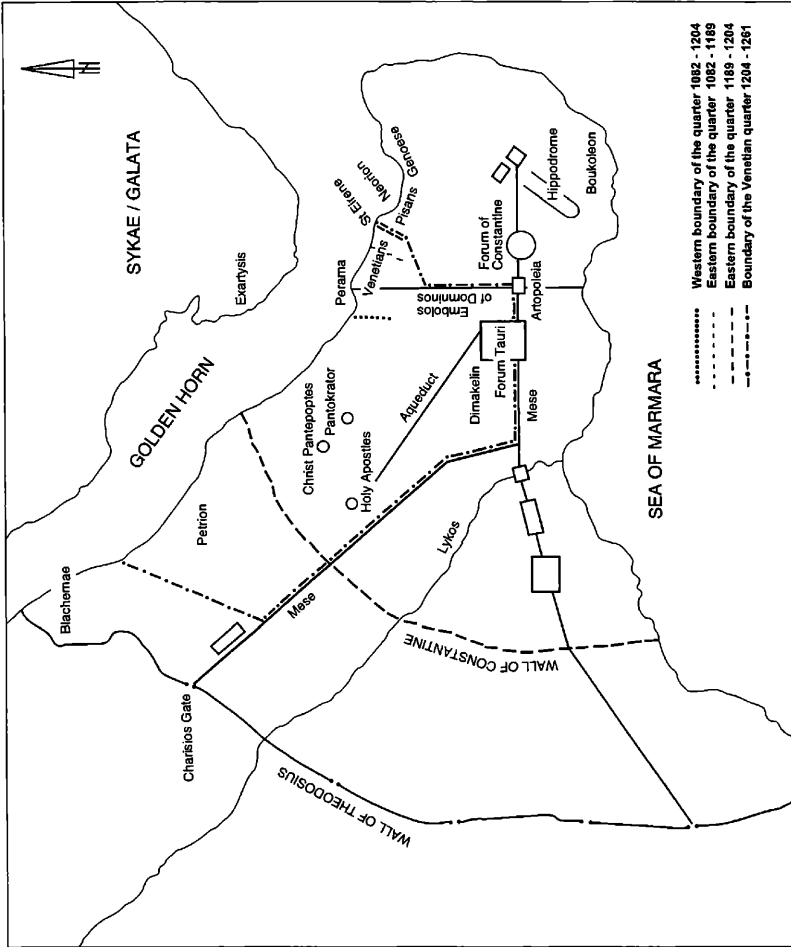 N
SYKAE / GALATA
Exartysis
GOLDEN HORN
St Eirene
Neorion
Genoese
Pisans
Venetians
Perama
Embolos
of Domninos
Petrion
Christ Pantepoptes
Pantokrator
Holy Apostles
Aqueduct
Dimakelin
Forum Tauri
Mese
Artopoleia
Forum of
Constantine
Hippodrome
Boukoleon
Blachernae
Charisios Gate
Mese
WALL OF CONSTANTINE
WALL OF THEODOSIUS
Lykos
SEA OF MARMARA
Western boundary of the quarter 1082 - 1204
Eastern boundary of the quarter 1082 - 1189
Eastern boundary of the quarter 1189 - 1204
Boundary of the Venetian quarter 1204 - 1261